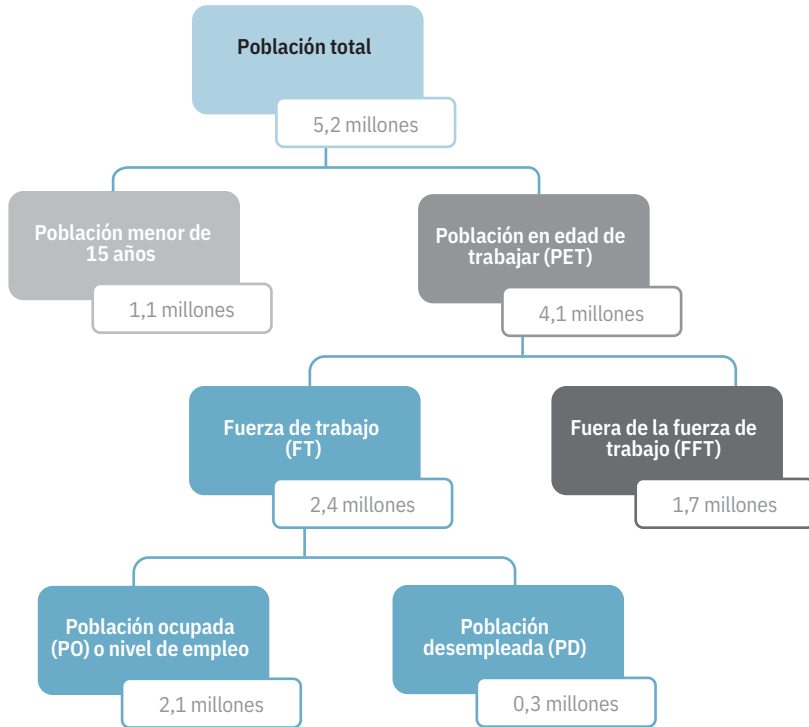 Población total
5,2 millones
Población menor de
15 años
1,1 millones
Población en edad de
trabajar (PET)
4,1 millones
Fuerza de trabajo
(FT)
2,4 millones
Fuera de la fuerza de
trabajo (FFT)
1,7 millones
Población ocupada
(PO) o nivel de empleo
2,1 millones
Población
desempleada (PD)
0,3 millones